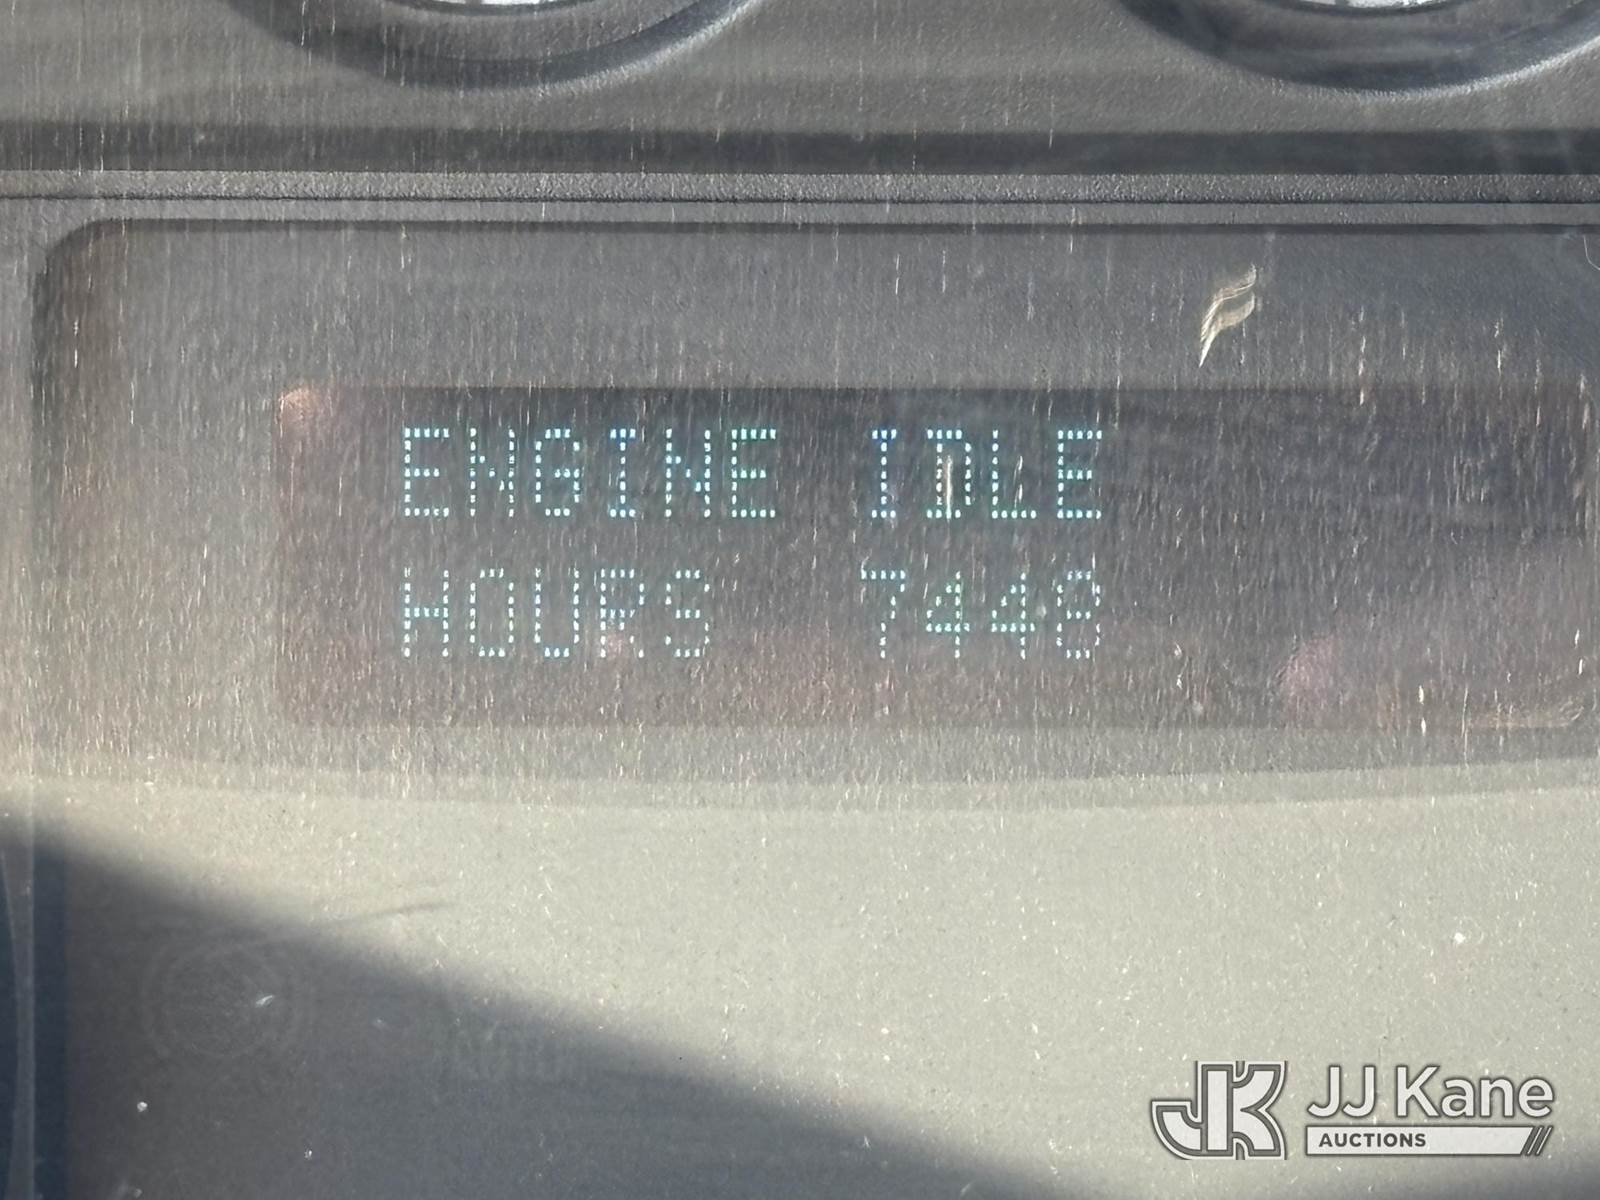 ENGINE IDLE
HOURS 7448
JJ Kane
AUCTIONS